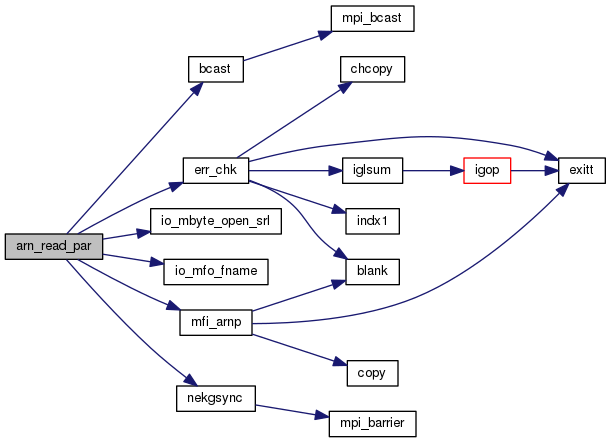 mpi_bcast
bcast
chcopy
err_chk
iglsum
igop
exitt
io_mbyte_open_srl
indx1
arn_read_par
io_mfo_fname
blank
mfi_arnp
copy
nekgsync
mpi_barrier